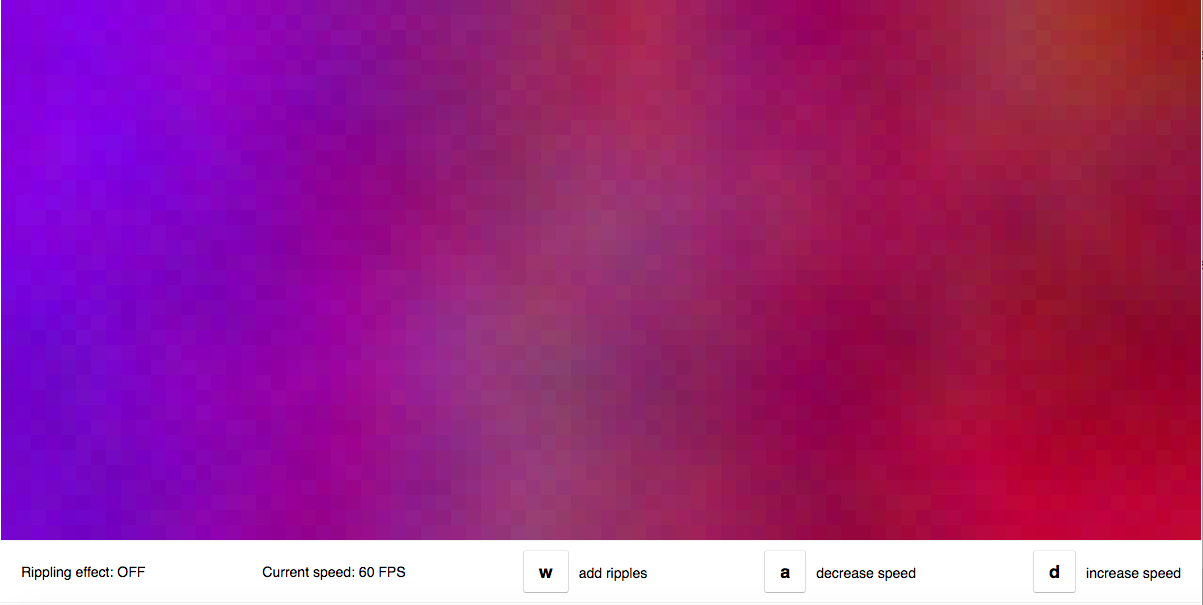 Rippling effect: OFF
Current speed: 60 FPS
w add ripples
a decrease speed
d increase speed